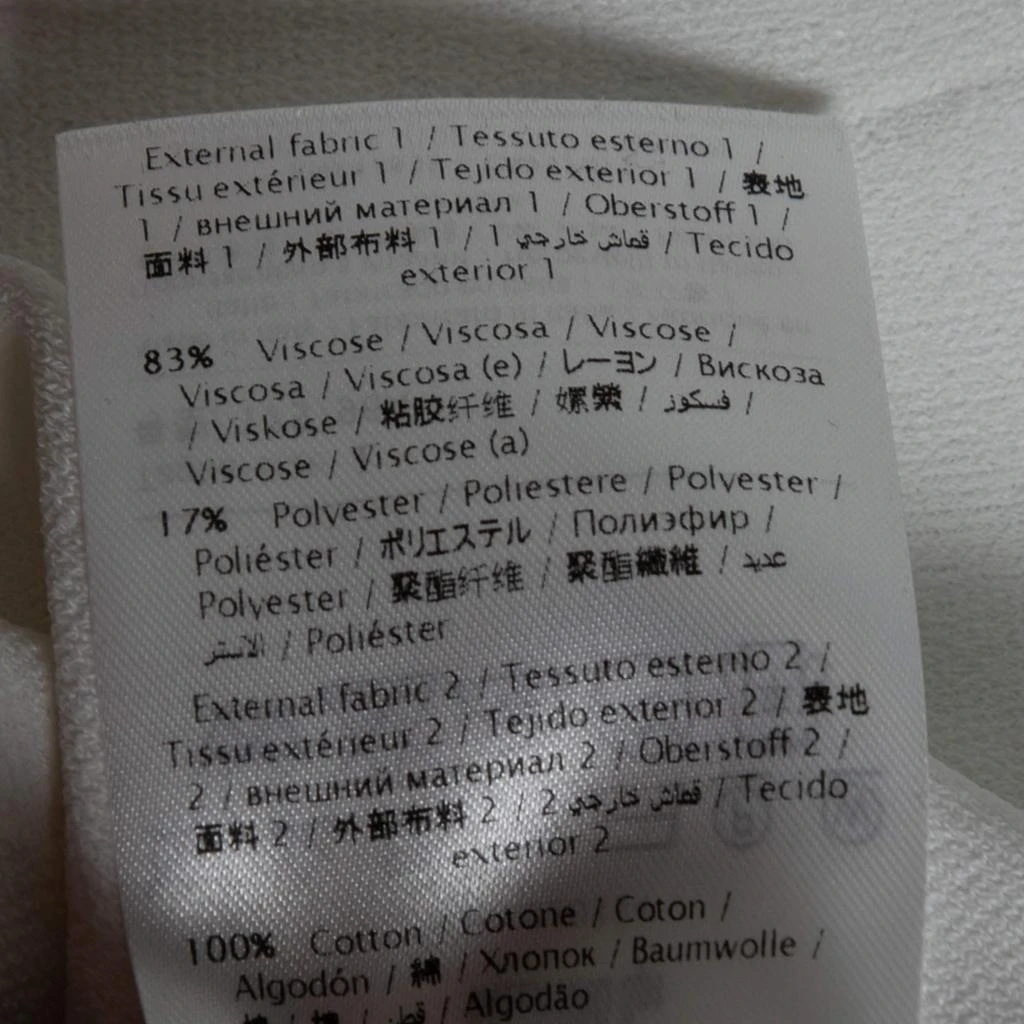 External fabric 1 / Tessuto esterno 1 /
Tissu extérieur 1 / Tejido exterior 1 / 表地
1 / внешний материал 1 / Oberstoff 1 /
面料 1 / 外部布料 1 / 1 قماش خارجي / Tecido
exterior 1
83% Viscose / Viscosa / Viscose /
Viscosa / Viscosa (e) / レーヨン / Вискоза
/ Viskose / 粘胶纤维 / 嫘縈 / فسكوز /
Viscose / Viscose (a)
17% Polyester / Poliestere / Polyester /
Poliéster / ポリエステル / Полиэфир /
Polyester / 聚酯纤维 / 聚酯纖維 / عديد
الاستر / Poliéster
External fabric 2 / Tessuto esterno 2 /
Tissu extérieur 2 / Tejido exterior 2 / 表地
2 / внешний материал 2 / Oberstoff 2 /
面料 2 / 外部布料 2 / 2 قماش خارجي / Tecido
exterior 2
100% Cotton / Cotone / Coton /
Algodón / 綿 / Хлопок / Baumwolle /
棉 / 棉 / قطن / Algodão